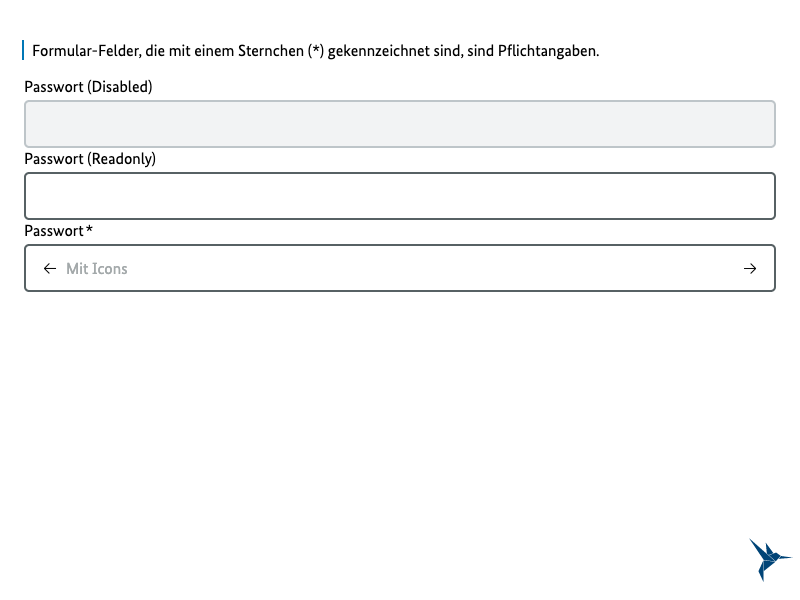 Formular-Felder, die mit einem Sternchen (*) gekennzeichnet sind, sind Pflichtangaben.
Passwort (Disabled)
Passwort (Readonly)
Passwort*
← Mit Icons →